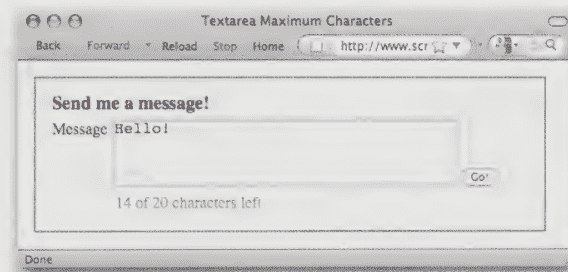 Textarea Maximum Characters
Back Forward Reload Stop Home http://www.scr
Send me a message!
Message Hello!
Go!
14 of 20 characters left
Done